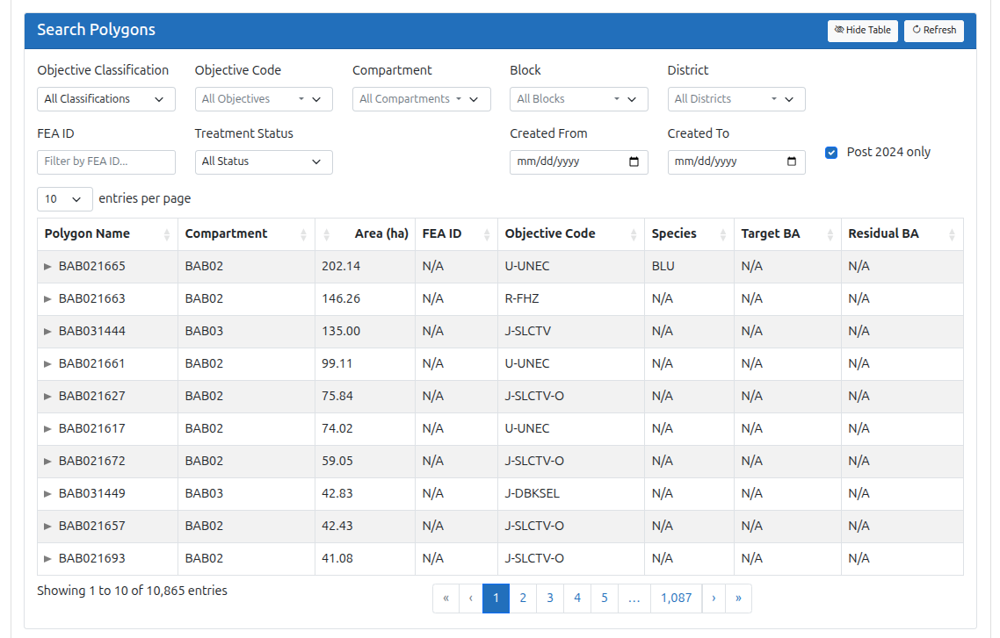 Search Polygons Hide Table Refresh
Objective Classification Objective Code Compartment Block District
All Classifications All Objectives All Compartments All Blocks All Districts
FEA ID Treatment Status Created From Created To
Filter by FEA ID... All Status mm/dd/yyyy mm/dd/yyyy Post 2024 only
10 entries per page
Polygon Name Compartment Area (ha) FEA ID Objective Code Species Target BA Residual BA
► BAB021665 BAB02 202.14 N/A U-UNEC BLU N/A N/A
► BAB021663 BAB02 146.26 N/A R-FHZ N/A N/A N/A
► BAB031444 BAB03 135.00 N/A J-SLCTV N/A N/A N/A
► BAB021661 BAB02 99.11 N/A U-UNEC N/A N/A N/A
► BAB021627 BAB02 75.84 N/A J-SLCTV-O N/A N/A N/A
► BAB021617 BAB02 74.02 N/A U-UNEC N/A N/A N/A
► BAB021672 BAB02 59.05 N/A J-SLCTV-O N/A N/A N/A
► BAB031449 BAB03 42.83 N/A J-DBKSEL N/A N/A N/A
► BAB021657 BAB02 42.43 N/A J-SLCTV-O N/A N/A N/A
► BAB021693 BAB02 41.08 N/A J-SLCTV-O N/A N/A N/A
Showing 1 to 10 of 10,865 entries « ‹ 1 2 3 4 5 … 1,087 › »